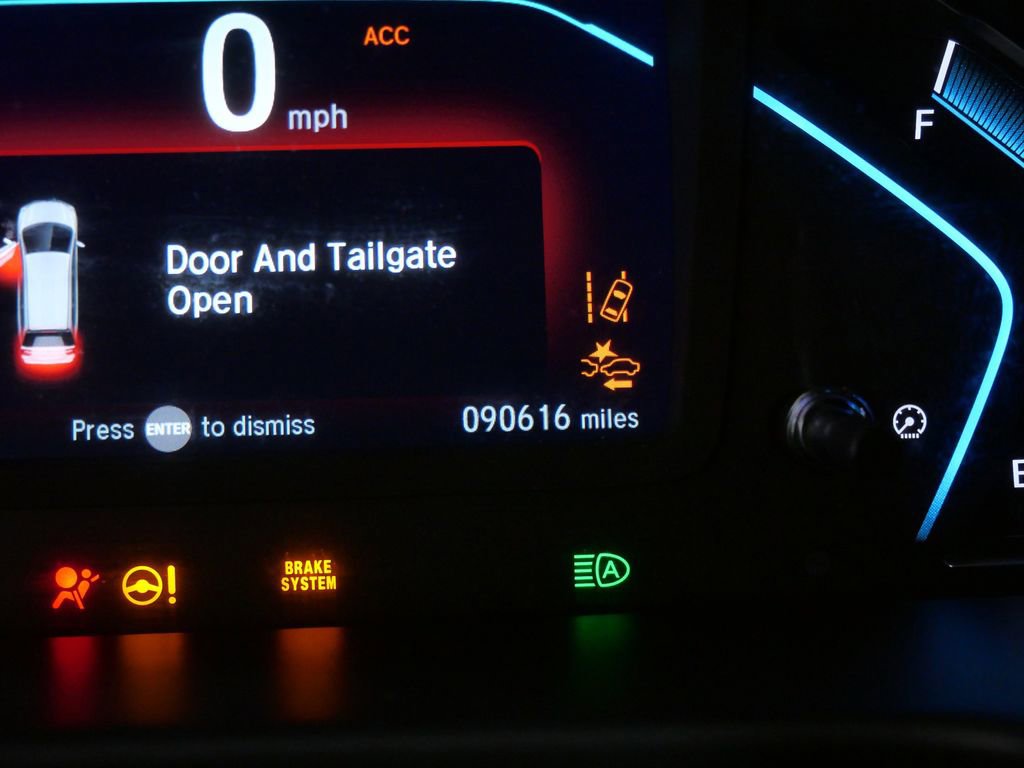 0 mph
ACC
F
Door And Tailgate
Open
Press ENTER to dismiss
090616 miles
E
BRAKE
SYSTEM
A